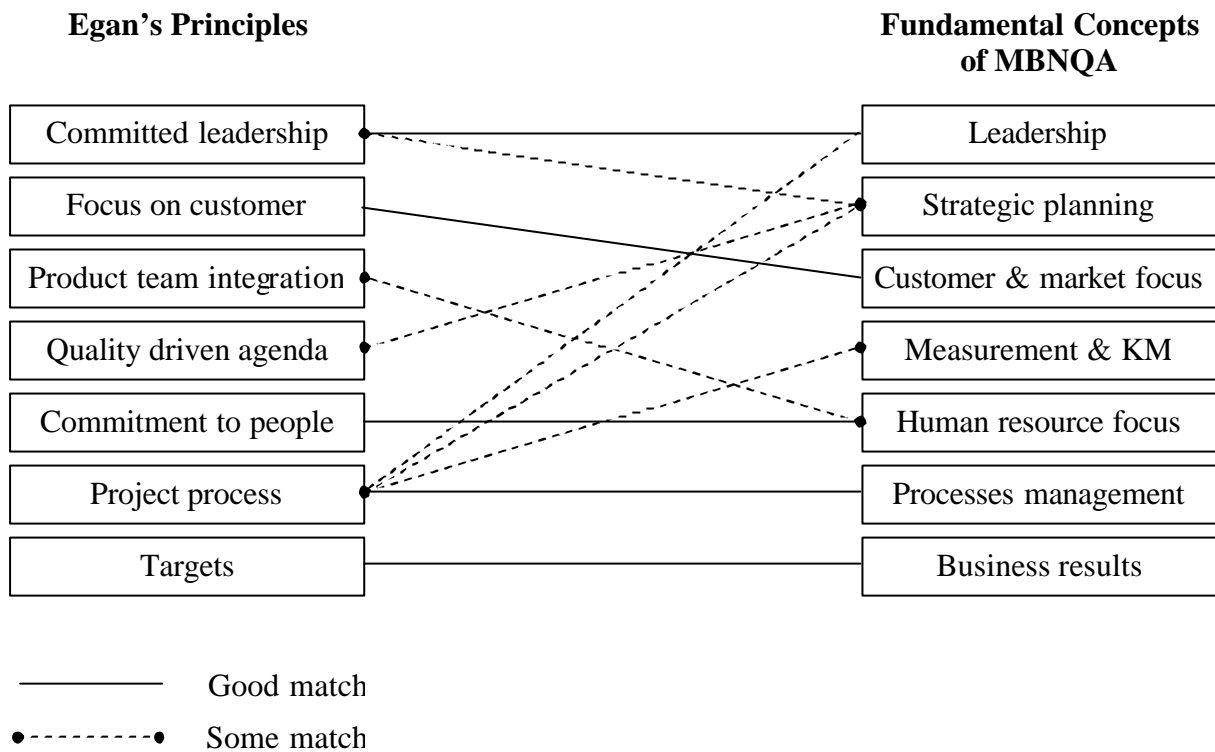 Egan’s Principles
Fundamental Concepts
of MBNQA
Committed leadership
Leadership
Focus on customer
Strategic planning
Product team integration
Customer & market focus
Quality driven agenda
Measurement & KM
Commitment to people
Human resource focus
Project process
Processes management
Targets
Business results
Good match
Some match